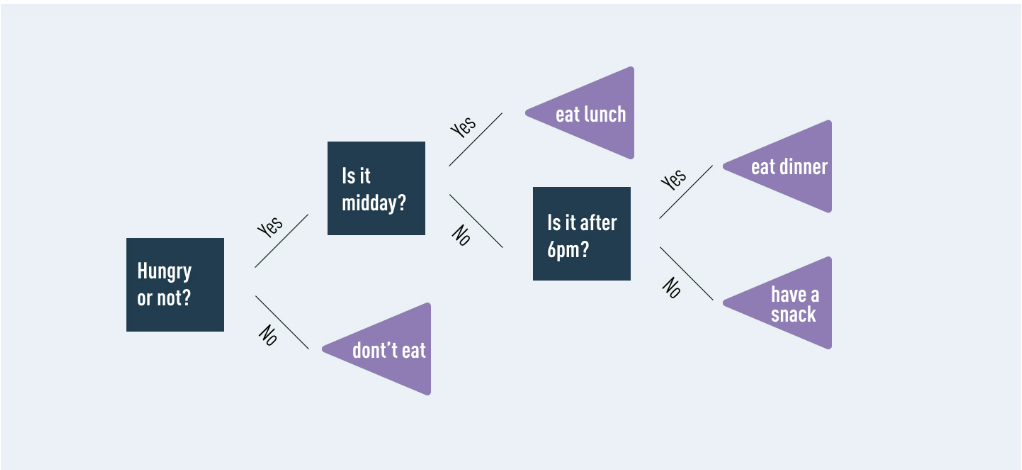 Hungry
or not?
Yes
No
Is it
midday?
dont't eat
Yes
No
eat lunch
Is it after
6pm?
Yes
No
eat dinner
have a
snack